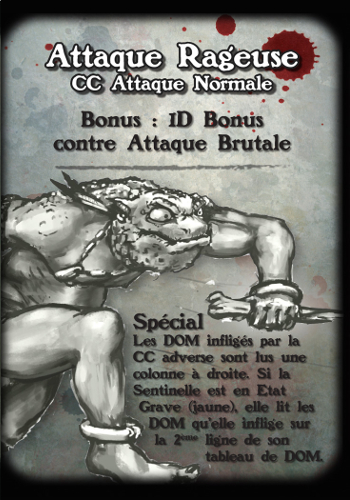 Attaque Rageuse
CC Attaque Normale
Bonus : 1D Bonus
contre Attaque Brutale
Spécial
Les DOM infligés par la
CC adverse sont lus une
colonne à droite. Si la
Sentinelle est en Etat
Grave (jaune), elle lit les
DOM qu'elle inflige sur
la 2ème ligne de son
tableau de DOM.